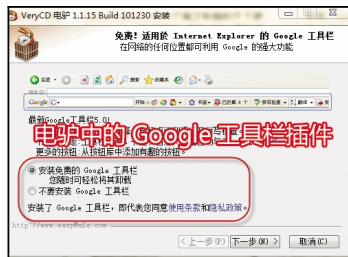 VeryCD 电驴 1.1.15 Build 101230 安装
免费! 适用於 Internet Explorer 的 Google 工具栏
在网络的任何位置都可利用 Google 的强大功能
Google
最新Google工具栏5.0!
电驴中的 Google 工具栏插件
更多的按钮:从按钮库中添加有趣的按钮。
安装免费的 Google 工具栏
您随时可轻松将其卸载
不要安装 Google 工具栏
安装了 Google 工具栏，即代表您同意使用条款和隐私政策。
http://www.easyMule.com
<上一步(P) 下一步(N)> 取消(C)